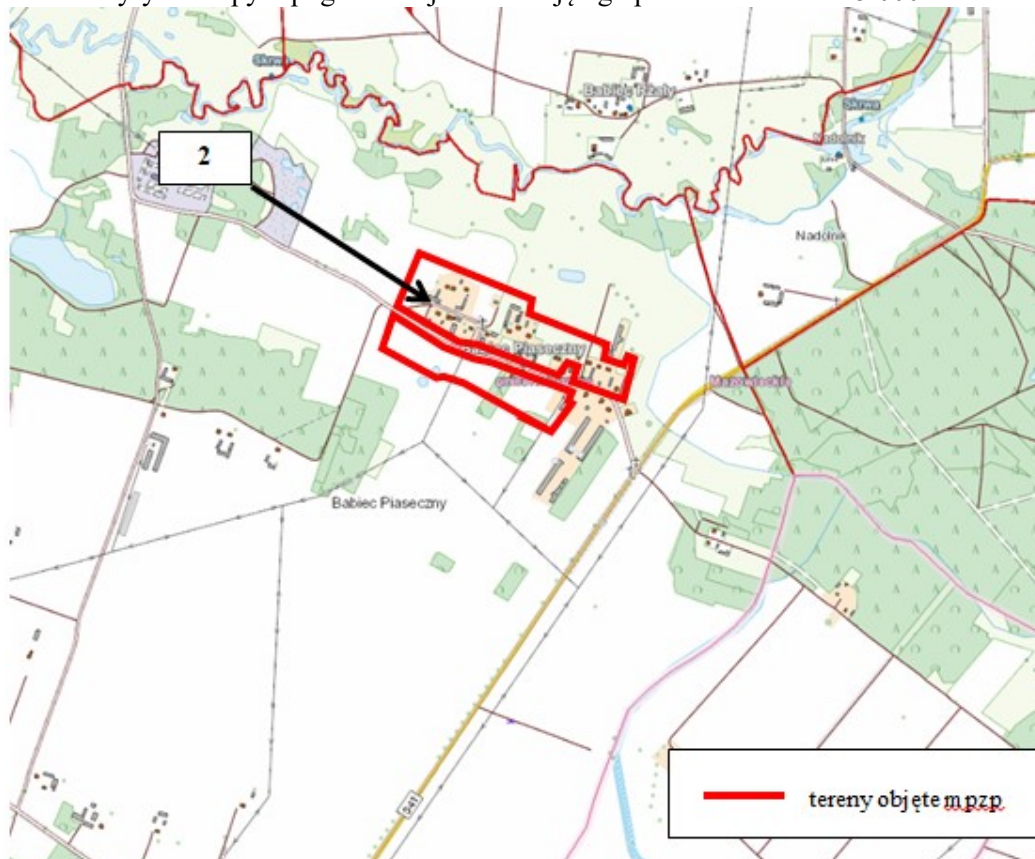 Skrwa
Babiec Rżały
Skrwa
Nadolnik
2
Nadolnik
Piaseczny
Mazowieckie
Babiec Piaseczny
541
tereny objęte mpzp